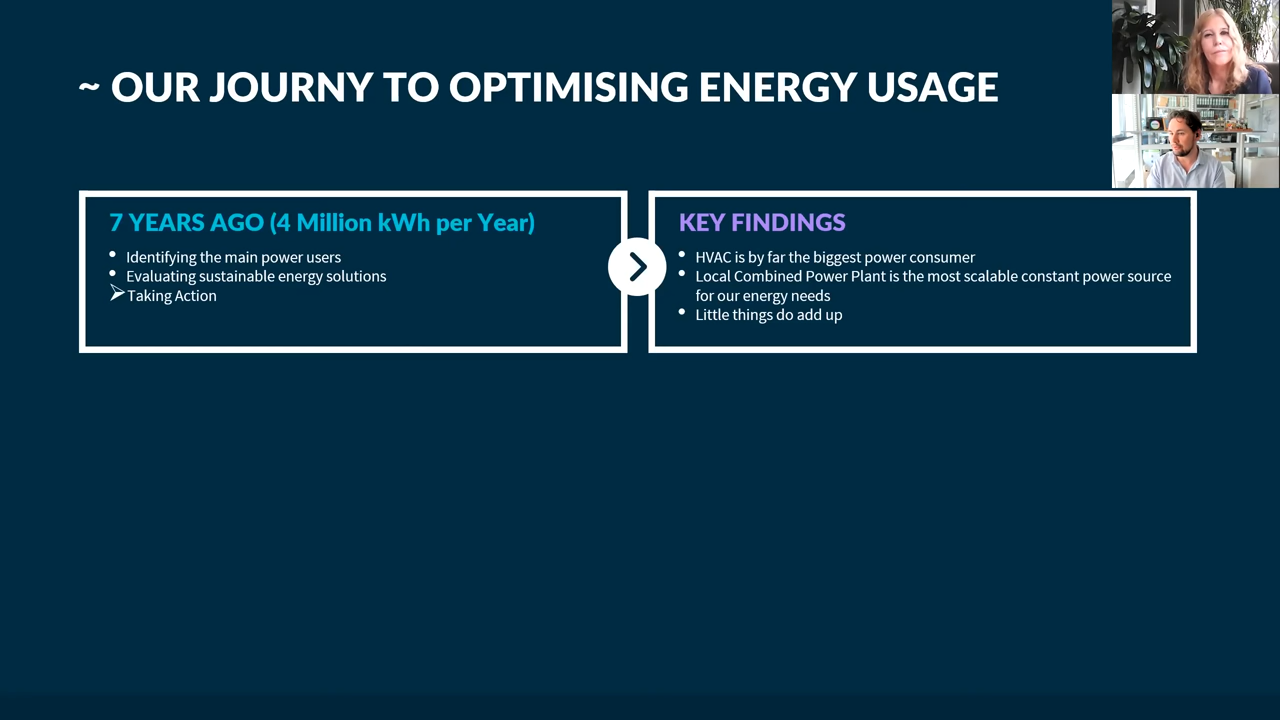 ~ OUR JOURNY TO OPTIMISING ENERGY USAGE
7 YEARS AGO (4 Million kWh per Year)
• Identifying the main power users
• Evaluating sustainable energy solutions
➢Taking Action
KEY FINDINGS
• HVAC is by far the biggest power consumer
• Local Combined Power Plant is the most scalable constant power source
for our energy needs
• Little things do add up